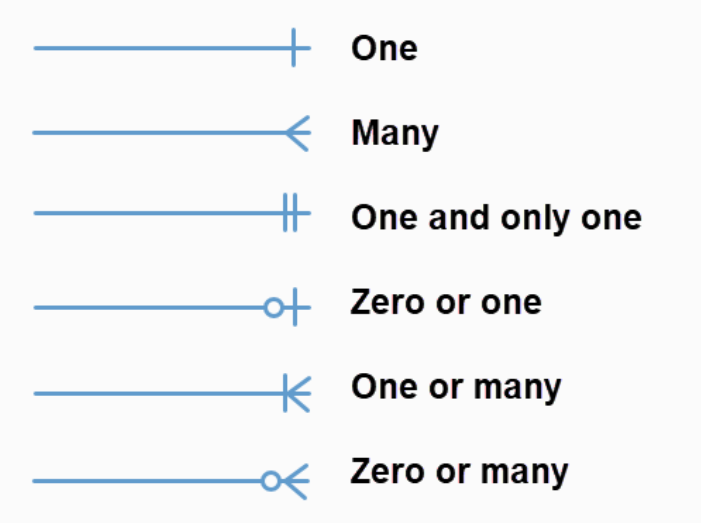 One
Many
One and only one
Zero or one
One or many
Zero or many